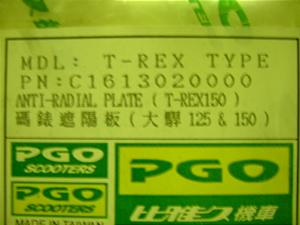 MDL: T-REX TYPE
PN:C1613020000
ANTI-RADIAL PLATE ( T-REX150 )
碼錶遮陽板 ( 大駻 125 & 150 )
PGO
SCOOTERS
PGO
SCOOTERS
MADE IN TAIWAN
PGO
比雅久機車